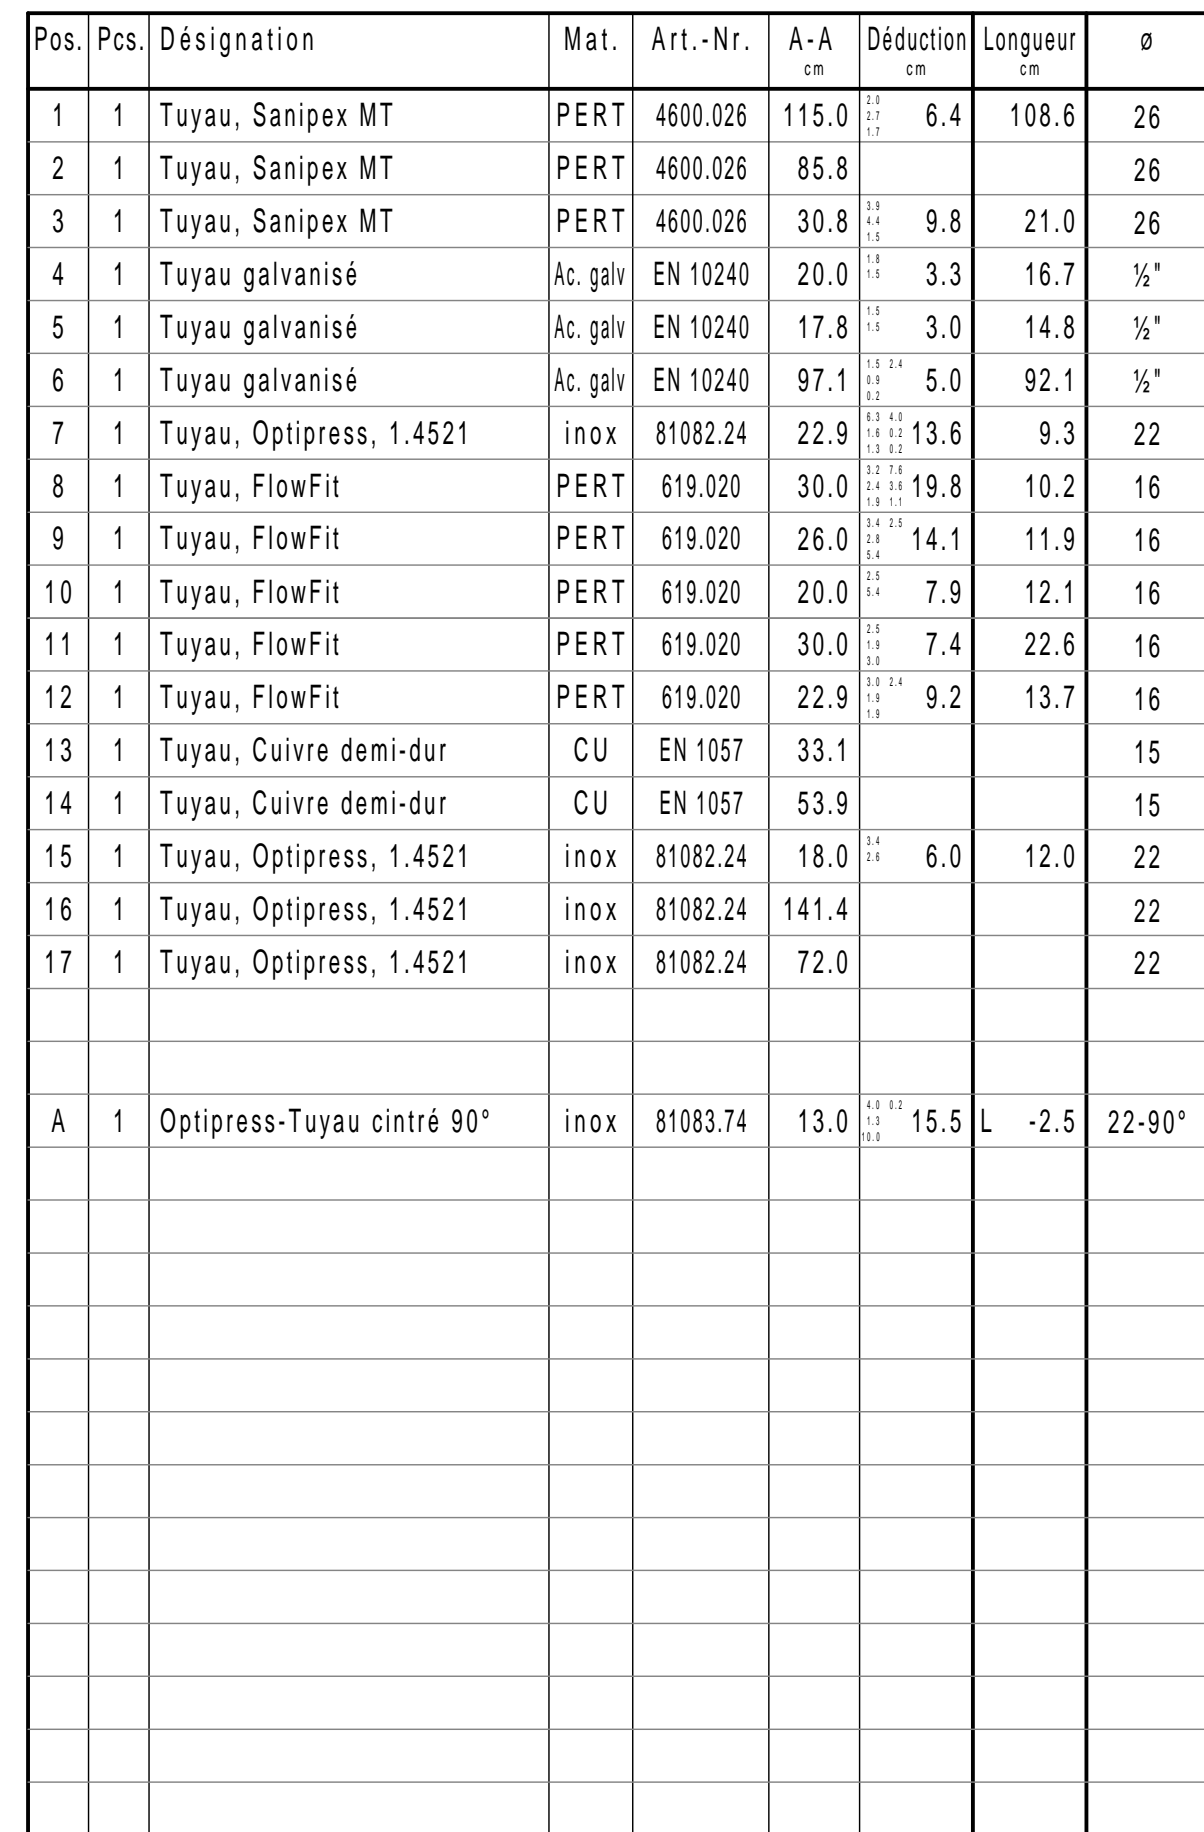 Pos. Pcs. Désignation Mat. Art.-Nr. A-A Déduction Longueur ø
cm cm cm
1 1 Tuyau, Sanipex MT PERT 4600.026 115.0 2.0 2.7 1.7 6.4 108.6 26
2 1 Tuyau, Sanipex MT PERT 4600.026 85.8 26
3 1 Tuyau, Sanipex MT PERT 4600.026 30.8 3.9 4.4 1.5 9.8 21.0 26
4 1 Tuyau galvanisé Ac. galv EN 10240 20.0 1.8 1.5 3.3 16.7 ½"
5 1 Tuyau galvanisé Ac. galv EN 10240 17.8 1.5 1.5 3.0 14.8 ½"
6 1 Tuyau galvanisé Ac. galv EN 10240 97.1 1.5 2.4 0.9 0.2 5.0 92.1 ½"
7 1 Tuyau, Optipress, 1.4521 inox 81082.24 22.9 6.3 4.0 1.6 0.2 1.3 0.2 13.6 9.3 22
8 1 Tuyau, FlowFit PERT 619.020 30.0 3.2 7.6 2.4 3.6 1.9 1.1 19.8 10.2 16
9 1 Tuyau, FlowFit PERT 619.020 26.0 3.4 2.5 2.8 5.4 14.1 11.9 16
10 1 Tuyau, FlowFit PERT 619.020 20.0 2.5 5.4 7.9 12.1 16
11 1 Tuyau, FlowFit PERT 619.020 30.0 2.5 1.9 3.0 7.4 22.6 16
12 1 Tuyau, FlowFit PERT 619.020 22.9 3.0 2.4 1.9 1.9 9.2 13.7 16
13 1 Tuyau, Cuivre demi-dur CU EN 1057 33.1 15
14 1 Tuyau, Cuivre demi-dur CU EN 1057 53.9 15
15 1 Tuyau, Optipress, 1.4521 inox 81082.24 18.0 3.4 2.6 6.0 12.0 22
16 1 Tuyau, Optipress, 1.4521 inox 81082.24 141.4 22
17 1 Tuyau, Optipress, 1.4521 inox 81082.24 72.0 22
A 1 Optipress-Tuyau cintré 90° inox 81083.74 13.0 4.0 0.2 1.3 10.0 15.5 L -2.5 22-90°